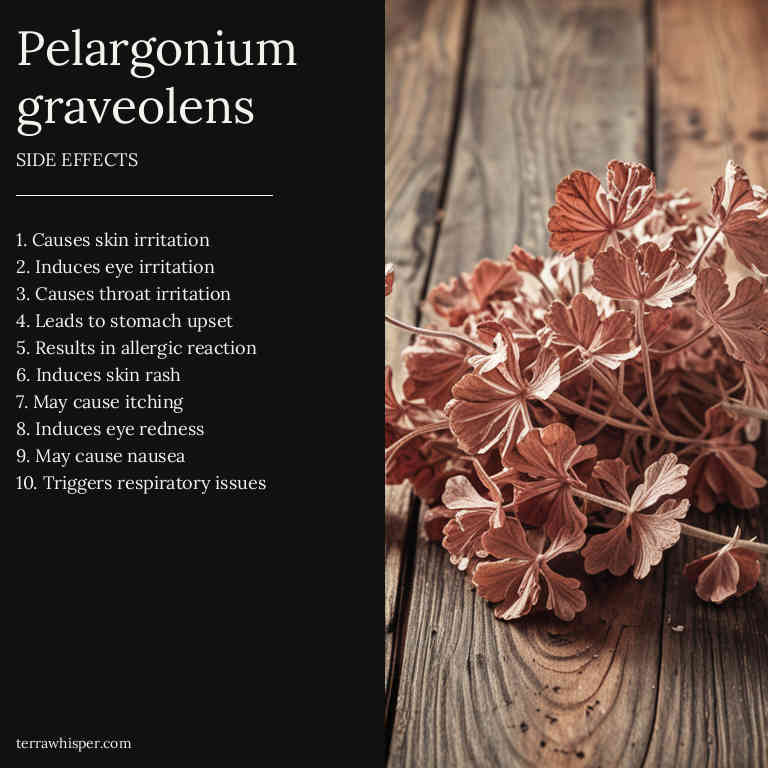 Pelargonium
graveolens
SIDE EFFECTS
1. Causes skin irritation
2. Induces eye irritation
3. Causes throat irritation
4. Leads to stomach upset
5. Results in allergic reaction
6. Induces skin rash
7. May cause itching
8. Induces eye redness
9. May cause nausea
10. Triggers respiratory issues
terrawhisper.com